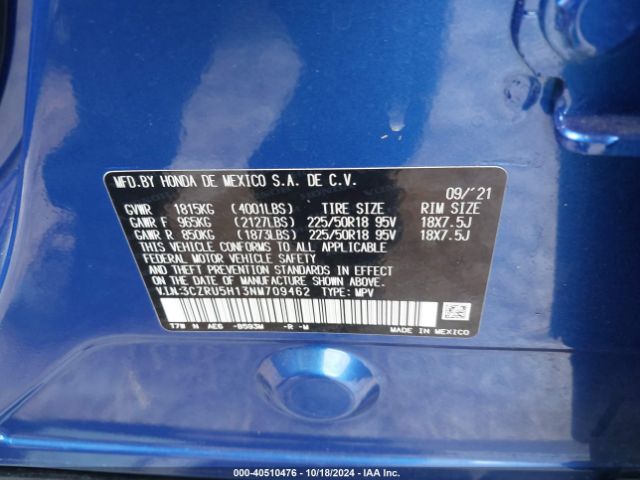 MFD.BY HONDA DE MEXICO S.A. DE C.V. 09/'21
GVWR 1815KG (4001LBS) TIRE SIZE RIM SIZE
GAWR F 965KG (2127LBS) 225/50R18 95V 18X7.5J
GAWR R 850KG (1873LBS) 225/50R18 95V 18X7.5J
THIS VEHICLE CONFORMS TO ALL APPLICABLE
FEDERAL MOTOR VEHICLE SAFETY
AND THEFT PREVENTION STANDARDS IN EFFECT ON
THE DATE OF MANUFACTURE SHOWN ABOVE.
V.I.N.:3CZRU5H13NM709462 TYPE: MPV
T7W N AEG -B593M -R -M MADE IN MEXICO
000-40510476 - 10/18/2024 - IAA Inc.